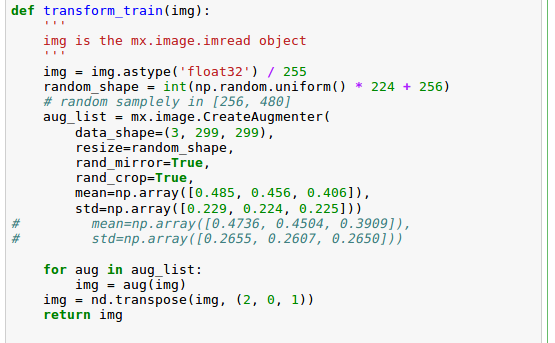 def transform_train(img):
    '''
    img is the mx.image.imread object
    '''
    img = img.astype('float32') / 255
    random_shape = int(np.random.uniform() * 224 + 256)
    # random samplely in [256, 480]
    aug_list = mx.image.CreateAugmenter(
        data_shape=(3, 299, 299),
        resize=random_shape,
        rand_mirror=True,
        rand_crop=True,
        mean=np.array([0.485, 0.456, 0.406]),
        std=np.array([0.229, 0.224, 0.225]))
#         mean=np.array([0.4736, 0.4504, 0.3909]),
#         std=np.array([0.2655, 0.2607, 0.2650]))
    for aug in aug_list:
        img = aug(img)
    img = nd.transpose(img, (2, 0, 1))
    return img